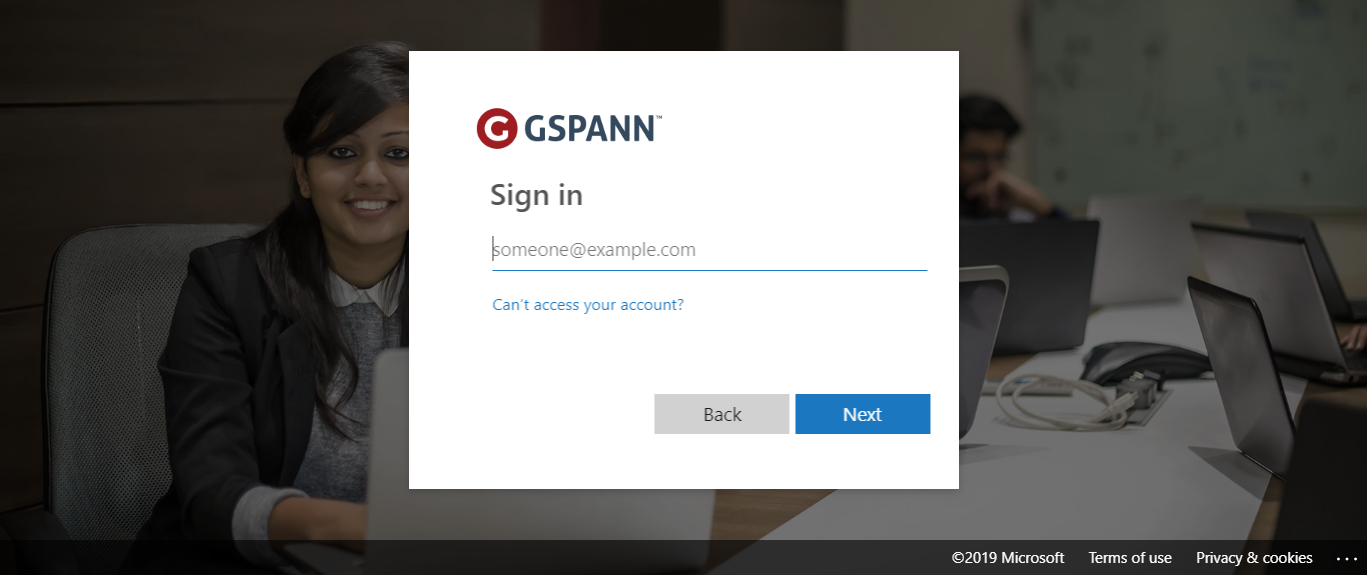 GSPANN™
Sign in
someone@example.com
Can't access your account?
Back
Next
©2019 Microsoft Terms of use Privacy & cookies ...